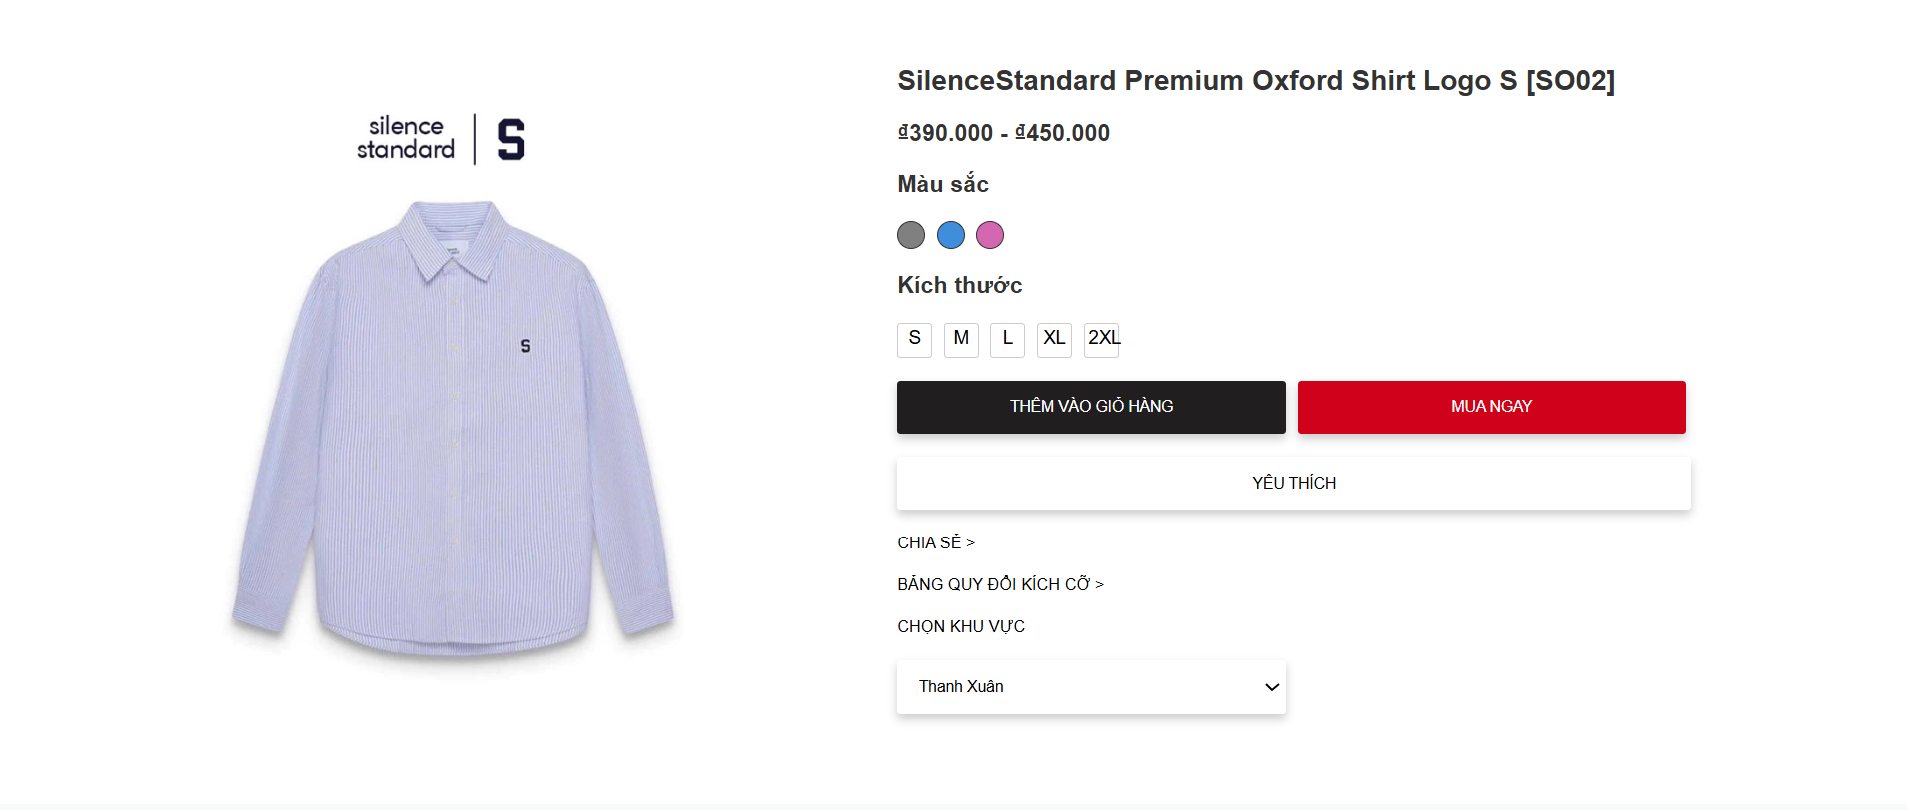 silence
standard
S
S
SilenceStandard Premium Oxford Shirt Logo S [SO02]
₫390.000 - ₫450.000
Màu sắc
Kích thước
S M L XL 2XL
THÊM VÀO GIỎ HÀNG MUA NGAY
YÊU THÍCH
CHIA SẺ >
BẢNG QUY ĐỔI KÍCH CỠ >
CHỌN KHU VỰC
Thanh Xuân